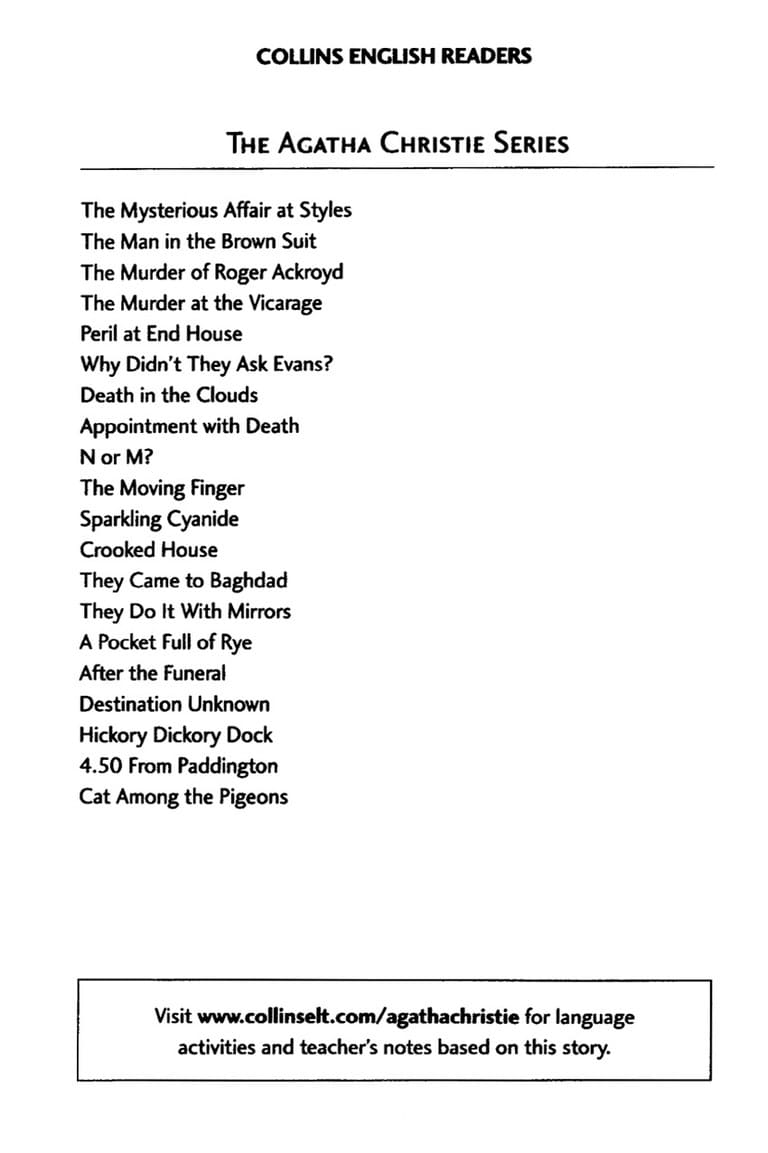 COLLINS ENGLISH READERS
THE AGATHA CHRISTIE SERIES
The Mysterious Affair at Styles
The Man in the Brown Suit
The Murder of Roger Ackroyd
The Murder at the Vicarage
Peril at End House
Why Didn't They Ask Evans?
Death in the Clouds
Appointment with Death
N or M?
The Moving Finger
Sparkling Cyanide
Crooked House
They Came to Baghdad
They Do It With Mirrors
A Pocket Full of Rye
After the Funeral
Destination Unknown
Hickory Dickory Dock
4.50 From Paddington
Cat Among the Pigeons
Visit www.collinselt.com/agathachristie for language
activities and teacher's notes based on this story.